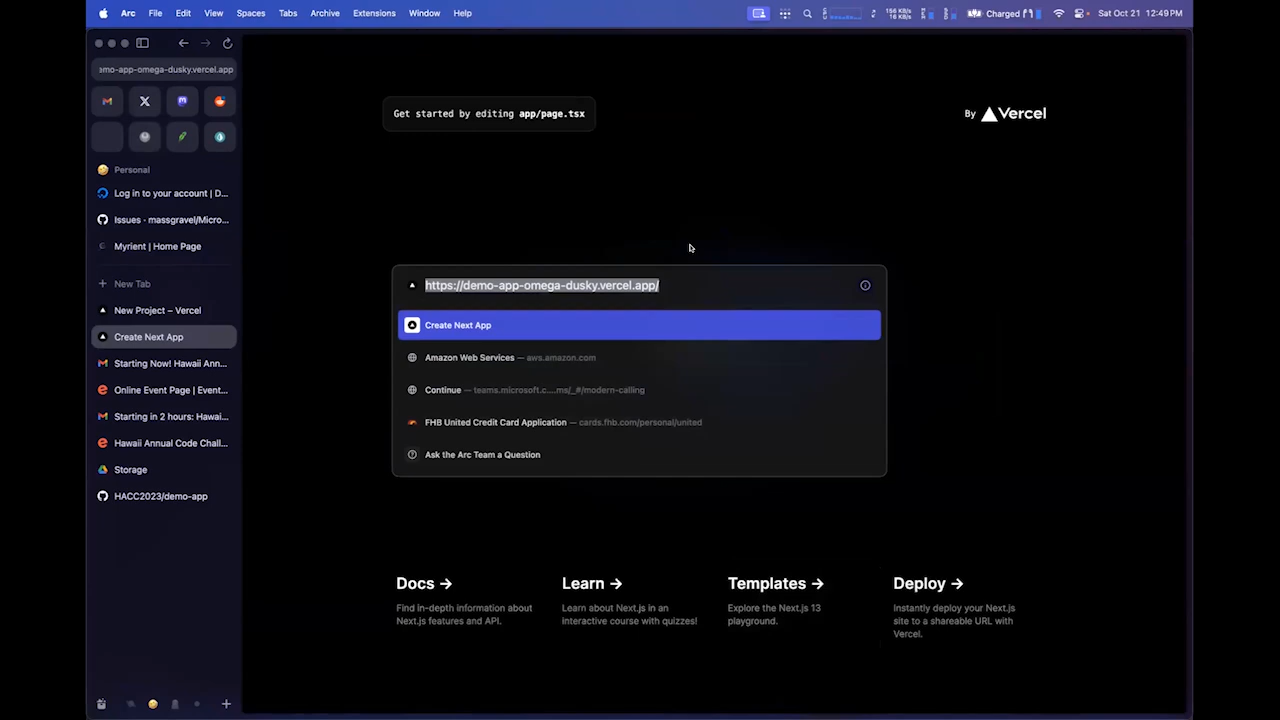 Arc File Edit View Spaces Tabs Archive Extensions Window Help
156 KB/s
16 KB/s
Charged
Sat Oct 21 12:49 PM
emo-app-omega-dusky.vercel.app
Personal
Log in to your account | D...
Issues · massgravel/Micro...
Myrient | Home Page
New Tab
New Project – Vercel
Create Next App
Starting Now! Hawaii Ann...
Online Event Page | Event...
Starting in 2 hours: Hawai...
Hawaii Annual Code Chall...
Storage
HACC2023/demo-app
Get started by editing app/page.tsx
By Vercel
https://demo-app-omega-dusky.vercel.app/
Create Next App
Amazon Web Services — aws.amazon.com
Continue — teams.microsoft.c....ms/_#/modern-calling
FHB United Credit Card Application — cards.fhb.com/personal/united
Ask the Arc Team a Question
Docs →
Find in-depth information about
Next.js features and API.
Learn →
Learn about Next.js in an
interactive course with quizzes!
Templates →
Explore the Next.js 13
playground.
Deploy →
Instantly deploy your Next.js
site to a shareable URL with
Vercel.